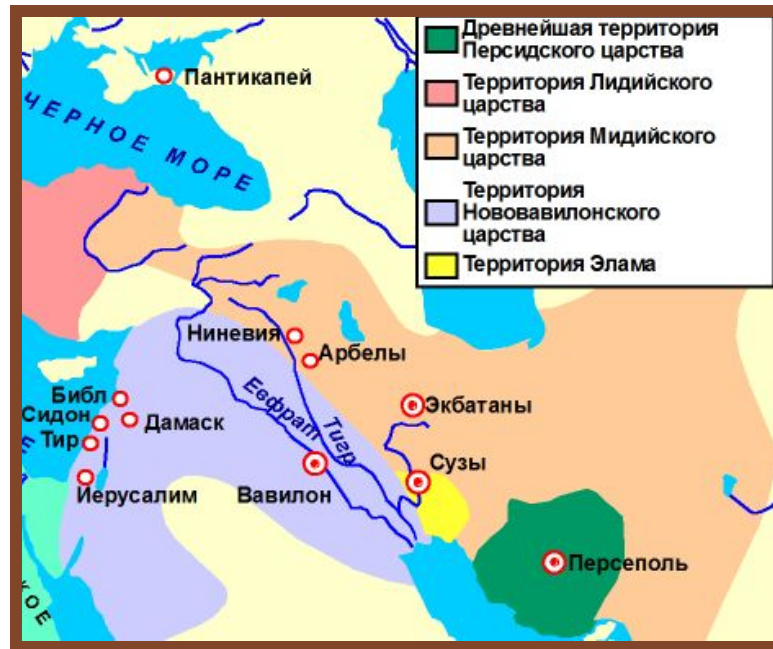 Древнейшая территория
Персидского царства
Территория Лидийского
царства
Территория Мидийского
царства
Территория
Нововавилонского
царства
Территория Элама
Пантикапей
ЧЕРНОЕ МОРЕ
Ниневия
Арбелы
Библ
Сидон
Дамаск
Тир
Иерусалим
Евфрат
Тигр
Экбатаны
Сузы
Вавилон
Персеполь
КОЕ